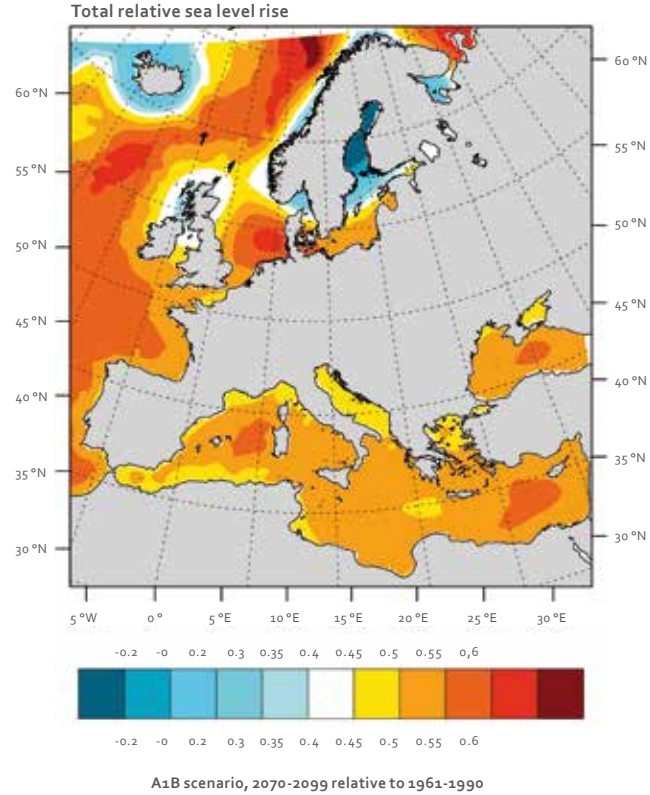 Total relative sea level rise
60°N
55°N
50°N
45°N
40°N
35°N
30°N
60°N
55°N
50°N
45°N
40°N
35°N
30°N
5°W 0° 5°E 10°E 15°E 20°E 25°E 30°E
-0.2 -0 0.2 0.3 0.35 0.4 0.45 0.5 0.55 0,6
-0.2 -0 0.2 0.3 0.35 0.4 0.45 0.5 0.55 0.6
A1B scenario, 2070-2099 relative to 1961-1990